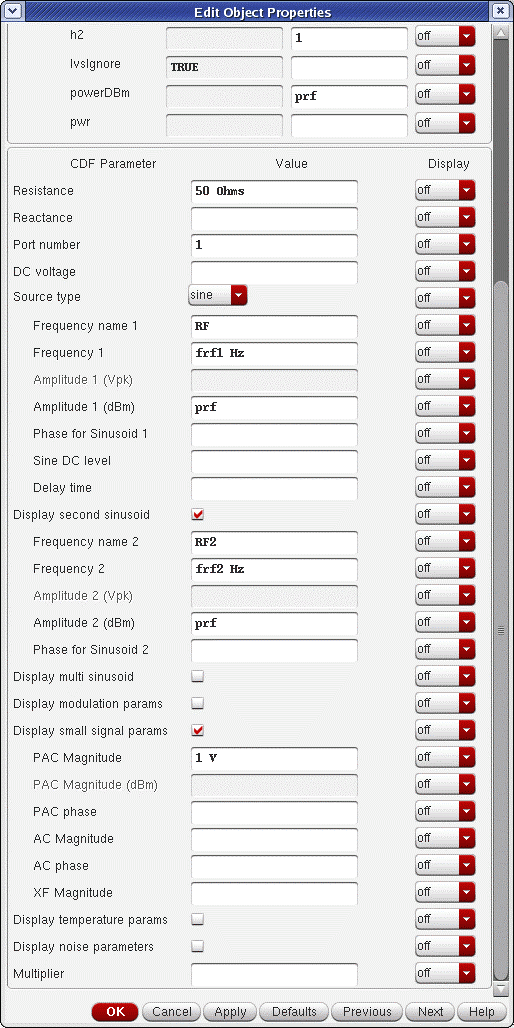 Edit Object Properties
h2 1 off
lvsIgnore TRUE off
powerDBm prf off
pwr off
CDF Parameter Value Display
Resistance 50 Ohms off
Reactance off
Port number 1 off
DC voltage off
Source type sine off
Frequency name 1 RF off
Frequency 1 frf1 Hz off
Amplitude 1 (Vpk) off
Amplitude 1 (dBm) prf off
Phase for Sinusoid 1 off
Sine DC level off
Delay time off
Display second sinusoid off
Frequency name 2 RF2 off
Frequency 2 frf2 Hz off
Amplitude 2 (Vpk) off
Amplitude 2 (dBm) prf off
Phase for Sinusoid 2 off
Display multi sinusoid off
Display modulation params off
Display small signal params off
PAC Magnitude 1 V off
PAC Magnitude (dBm) off
PAC phase off
AC Magnitude off
AC phase off
XF Magnitude off
Display temperature params off
Display noise parameters off
Multiplier off
OK Cancel Apply Defaults Previous Next Help